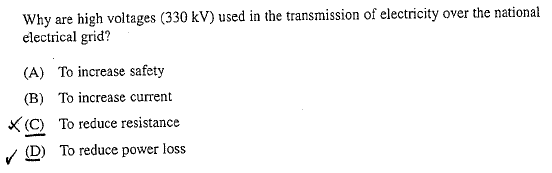 Why are high voltages (330 kV) used in the transmission of electricity over the national
electrical grid?
(A) To increase safety
(B) To increase current
✗ (C) To reduce resistance
✓ (D) To reduce power loss